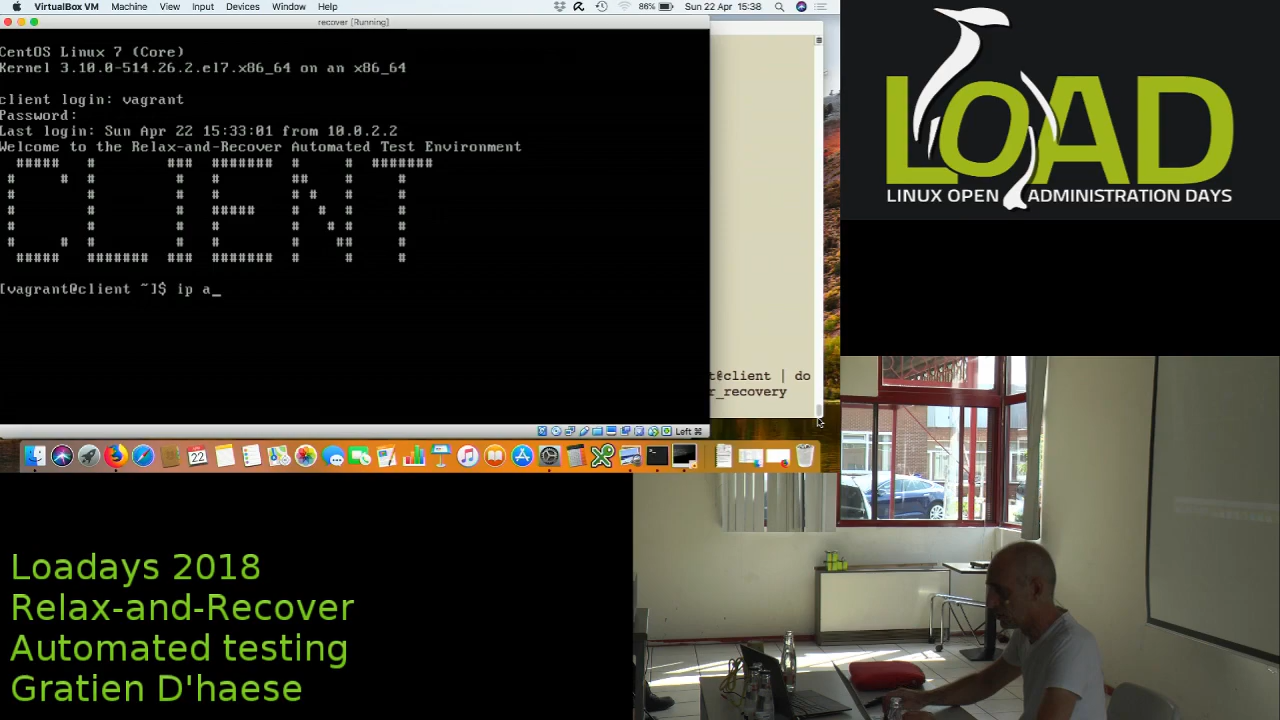 VirtualBox VM Machine View Input Devices Window Help
86% Sun 22 Apr 15:38
recover [Running]
CentOS Linux 7 (Core)
Kernel 3.10.0-514.26.2.el7.x86_64 on an x86_64
client login: vagrant
Password:
Last login: Sun Apr 22 15:33:01 from 10.0.2.2
Welcome to the Relax-and-Recover Automated Test Environment
CLIENT
[vagrant@client ~]$ ip a_
t@client | do
r_recovery
Left ⌘
22
LOAD
LINUX OPEN ADMINISTRATION DAYS
Loadays 2018
Relax-and-Recover
Automated testing
Gratien D'haese